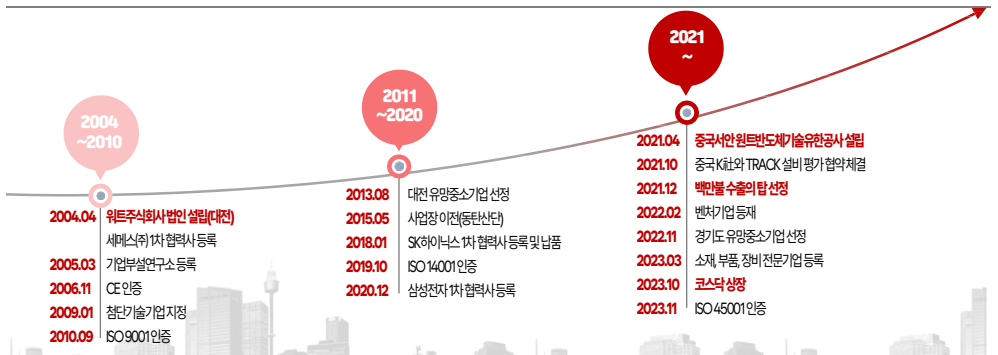 2004
~2010
2004.04 워트주식회사 법인 설립(대전)
세메스(주) 1차 협력사 등록
2005.03 기업부설연구소 등록
2006.11 CE 인증
2009.01 첨단기술기업 지정
2010.09 ISO 9001 인증
2011
~2020
2013.08 대전 유망중소기업 선정
2015.05 사업장 이전(동탄산단)
2018.01 SK하이닉스 1차 협력사 등록 및 납품
2019.10 ISO 14001 인증
2020.12 삼성전자 1차 협력사 등록
2021
~
2021.04 중국서안 워트반도체기술유한공사 설립
2021.10 중국 K社와 TRACK 설비 평가 협약 체결
2021.12 백만불 수출의 탑 선정
2022.02 벤처기업 등재
2022.11 경기도 유망중소기업 선정
2023.03 소재, 부품, 장비 전문기업 등록
2023.10 코스닥 상장
2023.11 ISO 45001 인증